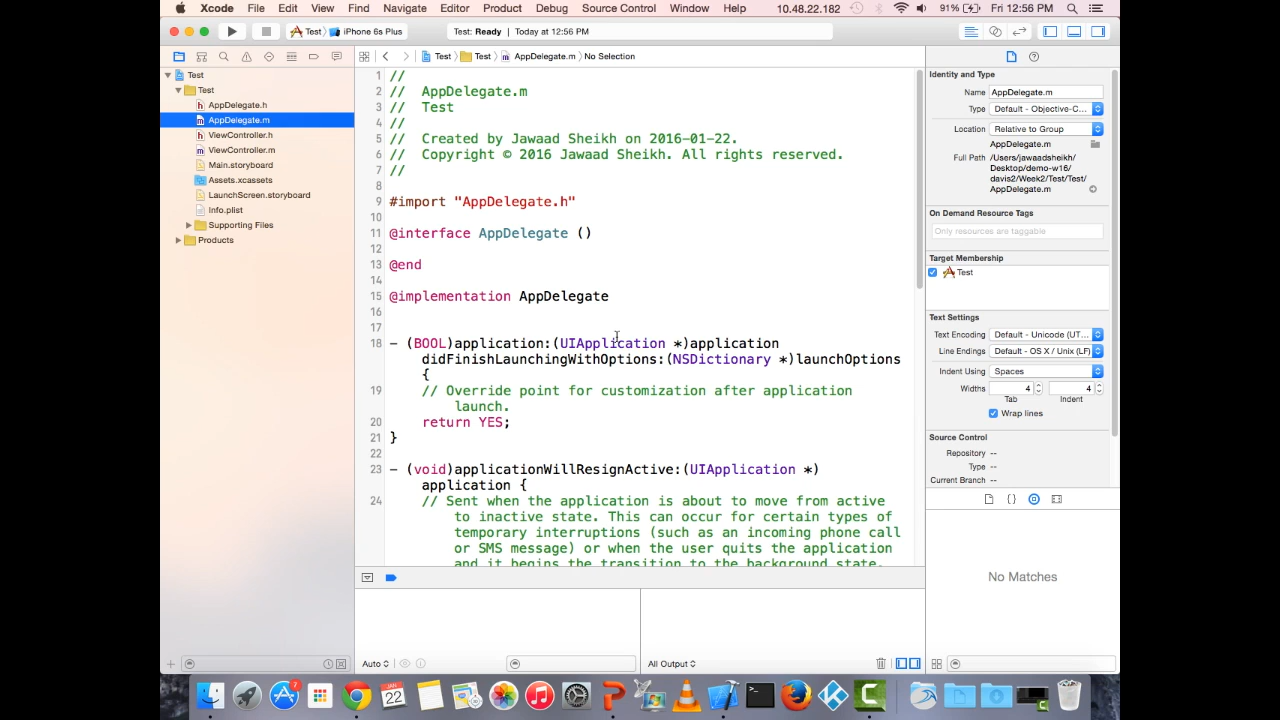 Xcode File Edit View Find Navigate Editor Product Debug Source Control Window Help 10.48.22.182 91% Fri 12:56 PM
Test iPhone 6s Plus Test: Ready Today at 12:56 PM
Test Test AppDelegate.m No Selection
Test
Test
h AppDelegate.h
m AppDelegate.m
h ViewController.h
m ViewController.m
Main.storyboard
Assets.xcassets
LaunchScreen.storyboard
Info.plist
Supporting Files
Products
1 //
2 // AppDelegate.m
3 // Test
4 //
5 // Created by Jawaad Sheikh on 2016-01-22.
6 // Copyright © 2016 Jawaad Sheikh. All rights reserved.
7 //
8
9 #import "AppDelegate.h"
10
11 @interface AppDelegate ()
12
13 @end
14
15 @implementation AppDelegate
16
17
18 - (BOOL)application:(UIApplication *)application
didFinishLaunchingWithOptions:(NSDictionary *)launchOptions
{
19 // Override point for customization after application
launch.
20 return YES;
21 }
22
23 - (void)applicationWillResignActive:(UIApplication *)
application {
24 // Sent when the application is about to move from active
to inactive state. This can occur for certain types of
temporary interruptions (such as an incoming phone call
or SMS message) or when the user quits the application
and it begins the transition to the background state.
Auto
All Output
Identity and Type
Name AppDelegate.m
Type Default - Objective-C...
Location Relative to Group
AppDelegate.m
Full Path /Users/jawaadsheikh/
Desktop/demo-w16/
davis2/Week2/Test/Test/
AppDelegate.m
On Demand Resource Tags
Only resources are taggable
Target Membership
Test
Text Settings
Text Encoding Default - Unicode (UT...
Line Endings Default - OS X / Unix (LF)
Indent Using Spaces
Widths 4 4
Tab Indent
Wrap lines
Source Control
Repository --
Type --
Current Branch --
{}
No Matches
7
JAN
22